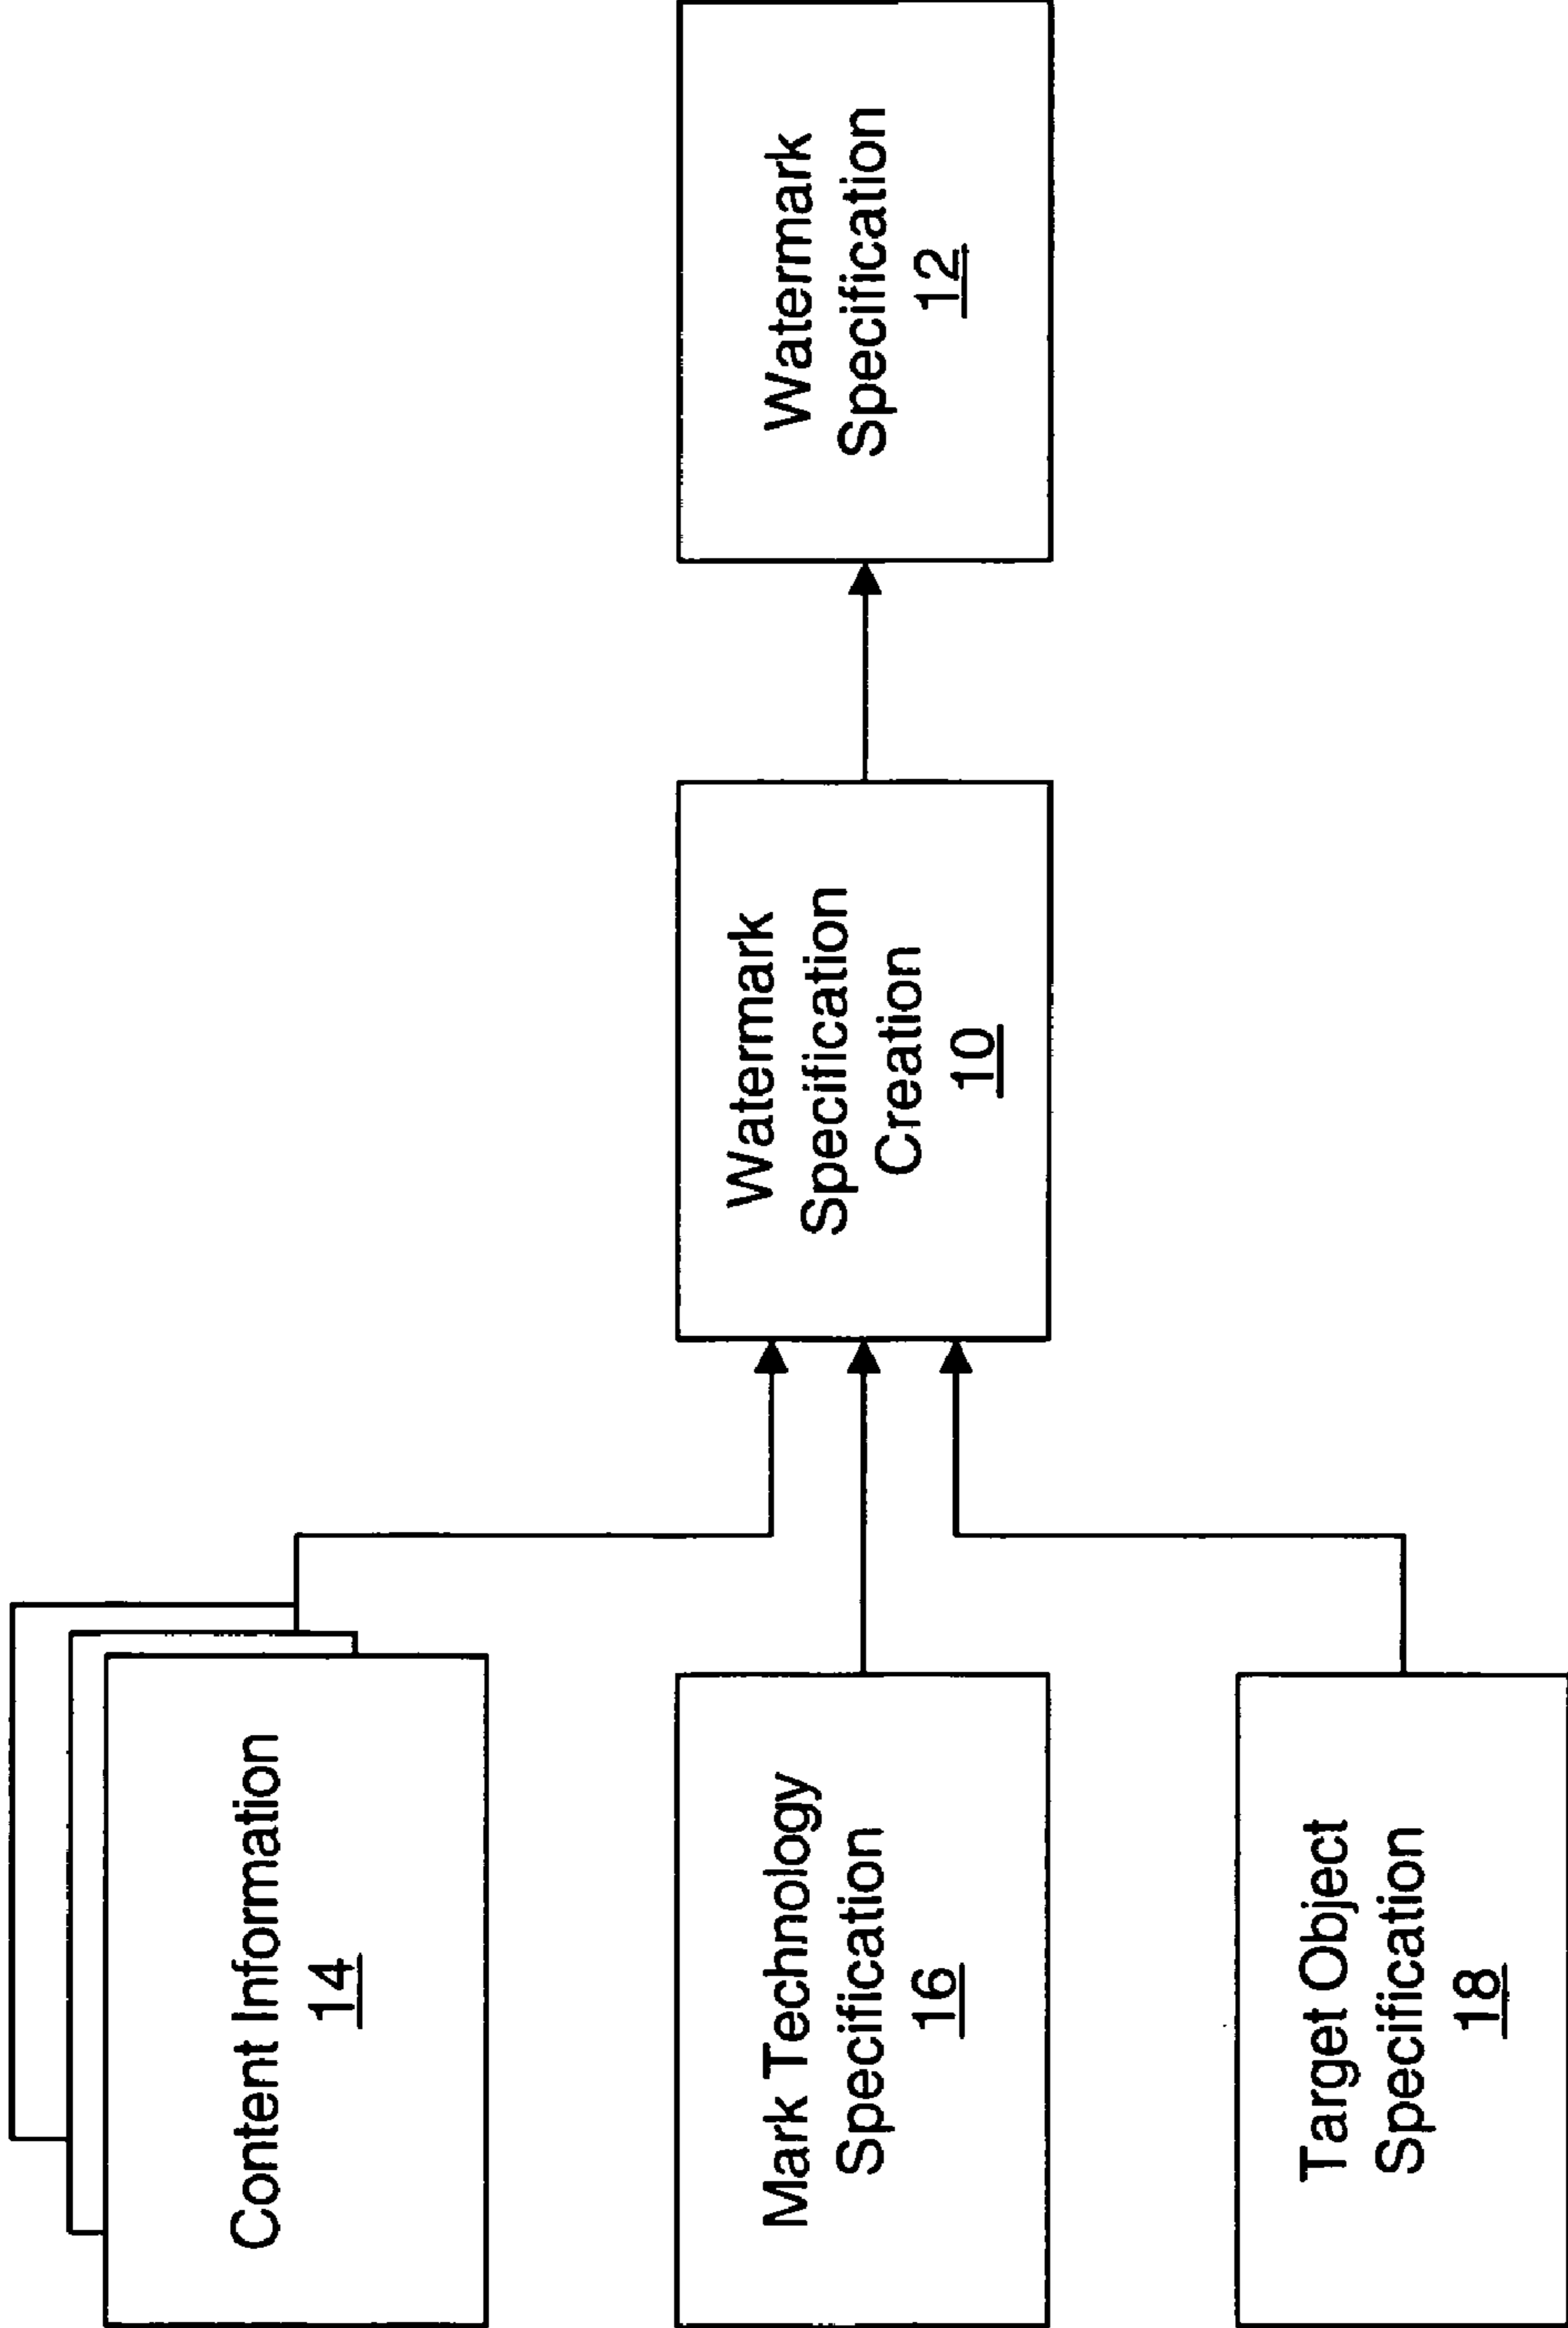 Content Information
14
Mark Technology
Specification
16
Target Object
Specification
18
Watermark
Specification
Creation
10
Watermark
Specification
12